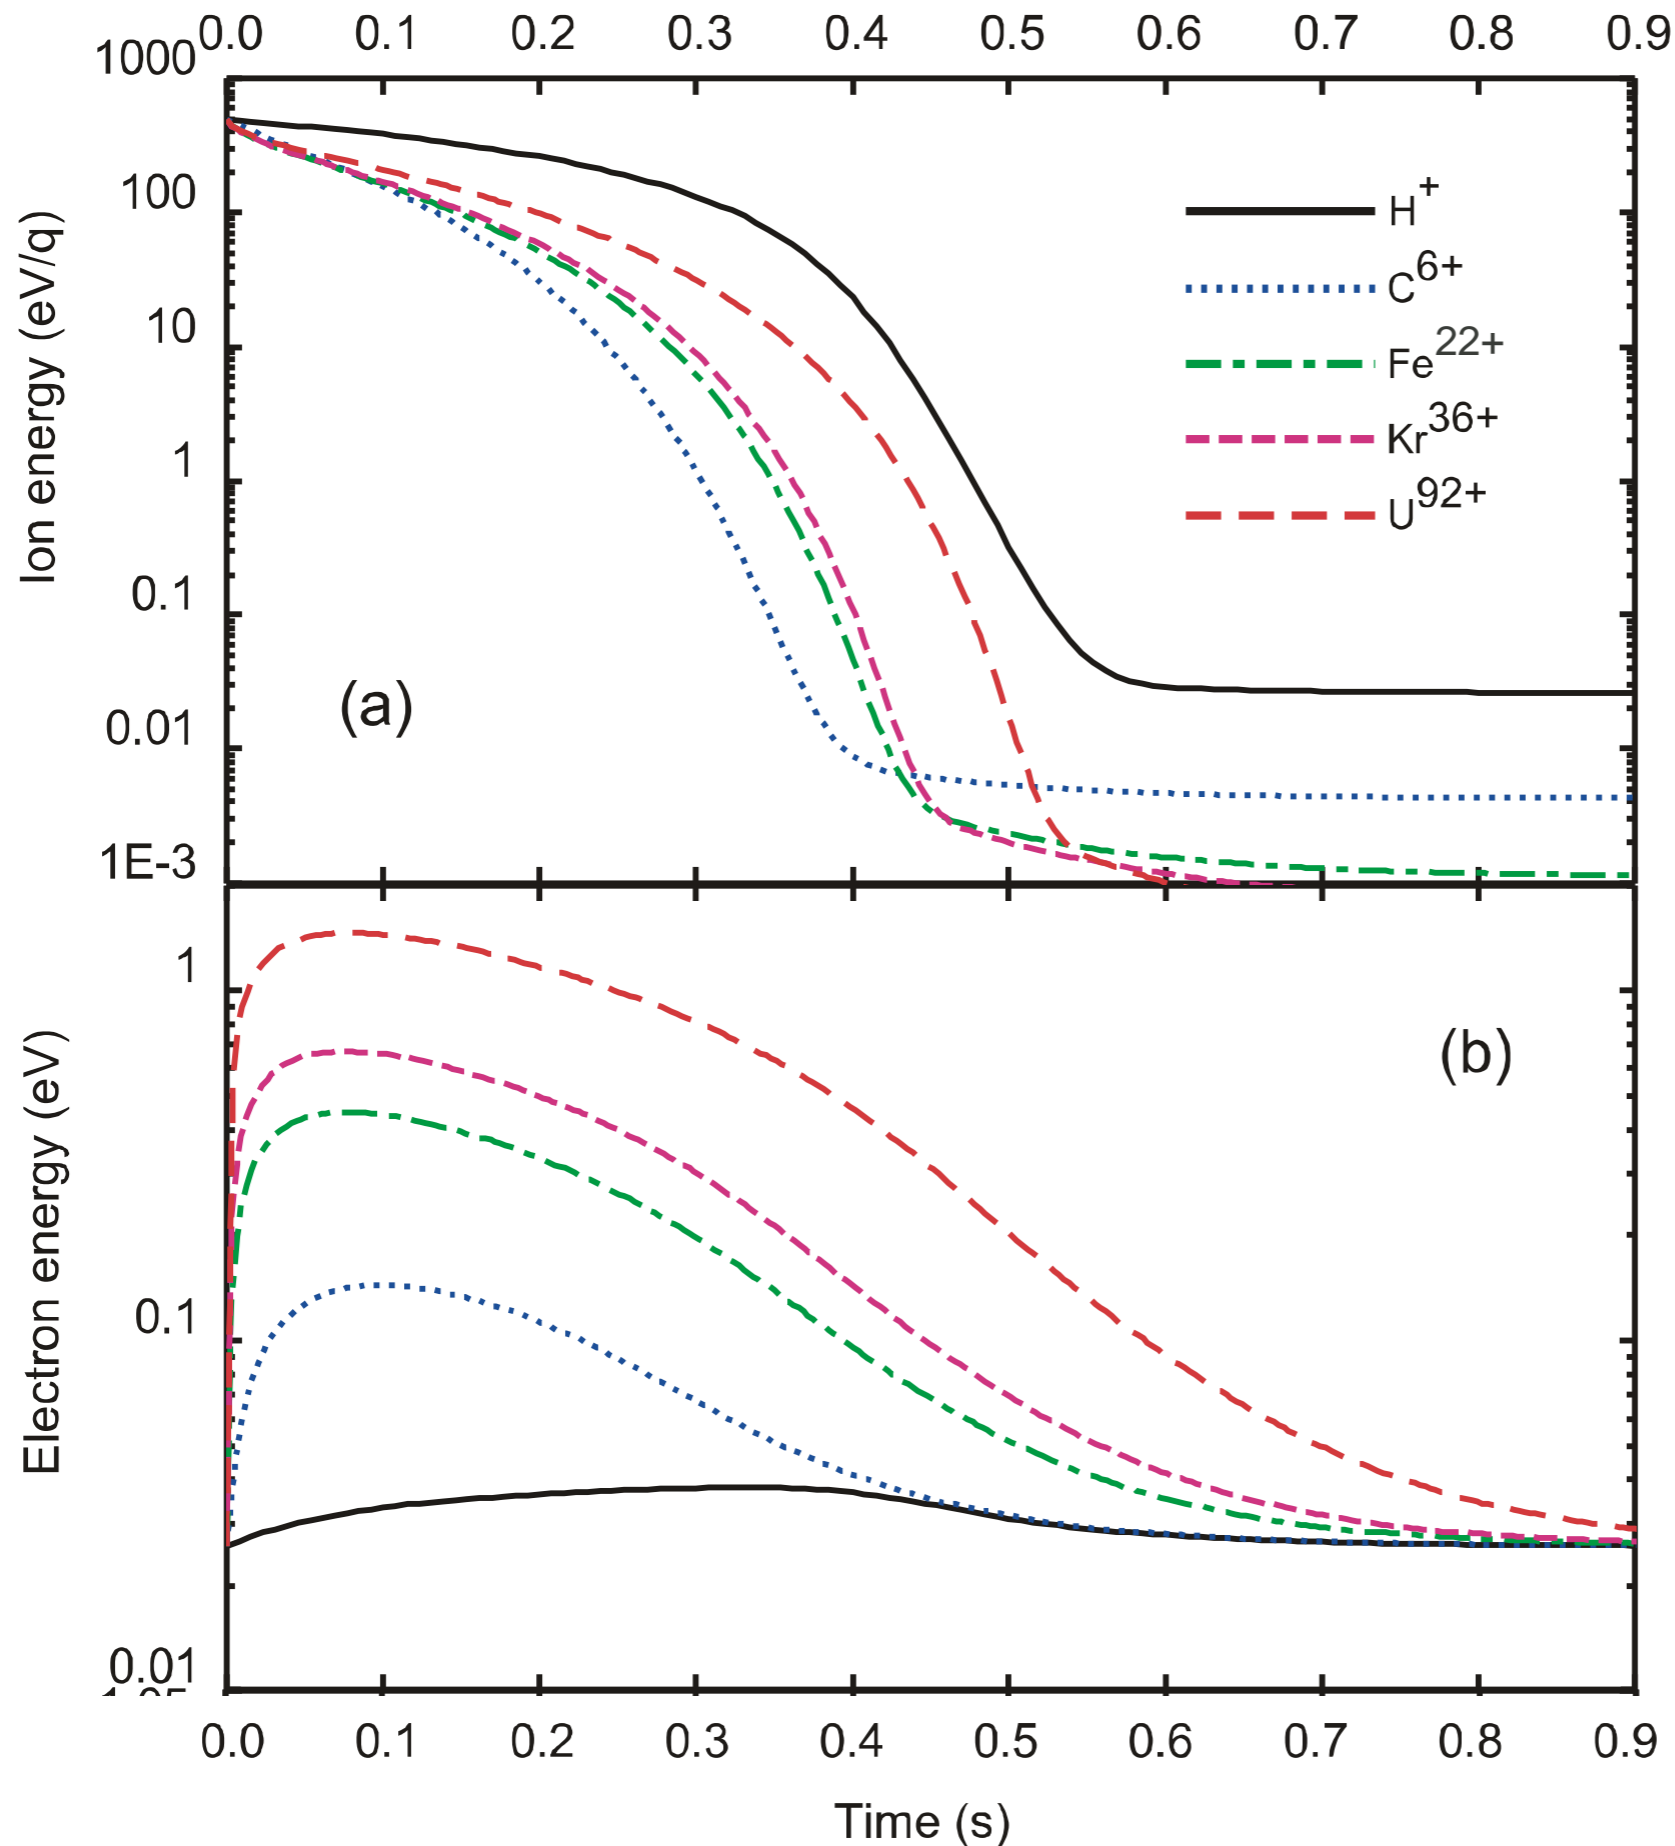 0.0 0.1 0.2 0.3 0.4 0.5 0.6 0.7 0.8 0.9
1000
100
10
1
0.1
0.01
1E-3
Ion energy (eV/q)
H+
C6+
Fe22+
Kr36+
U92+
(a)
1
0.1
0.01
Electron energy (eV)
(b)
0.0 0.1 0.2 0.3 0.4 0.5 0.6 0.7 0.8 0.9
Time (s)